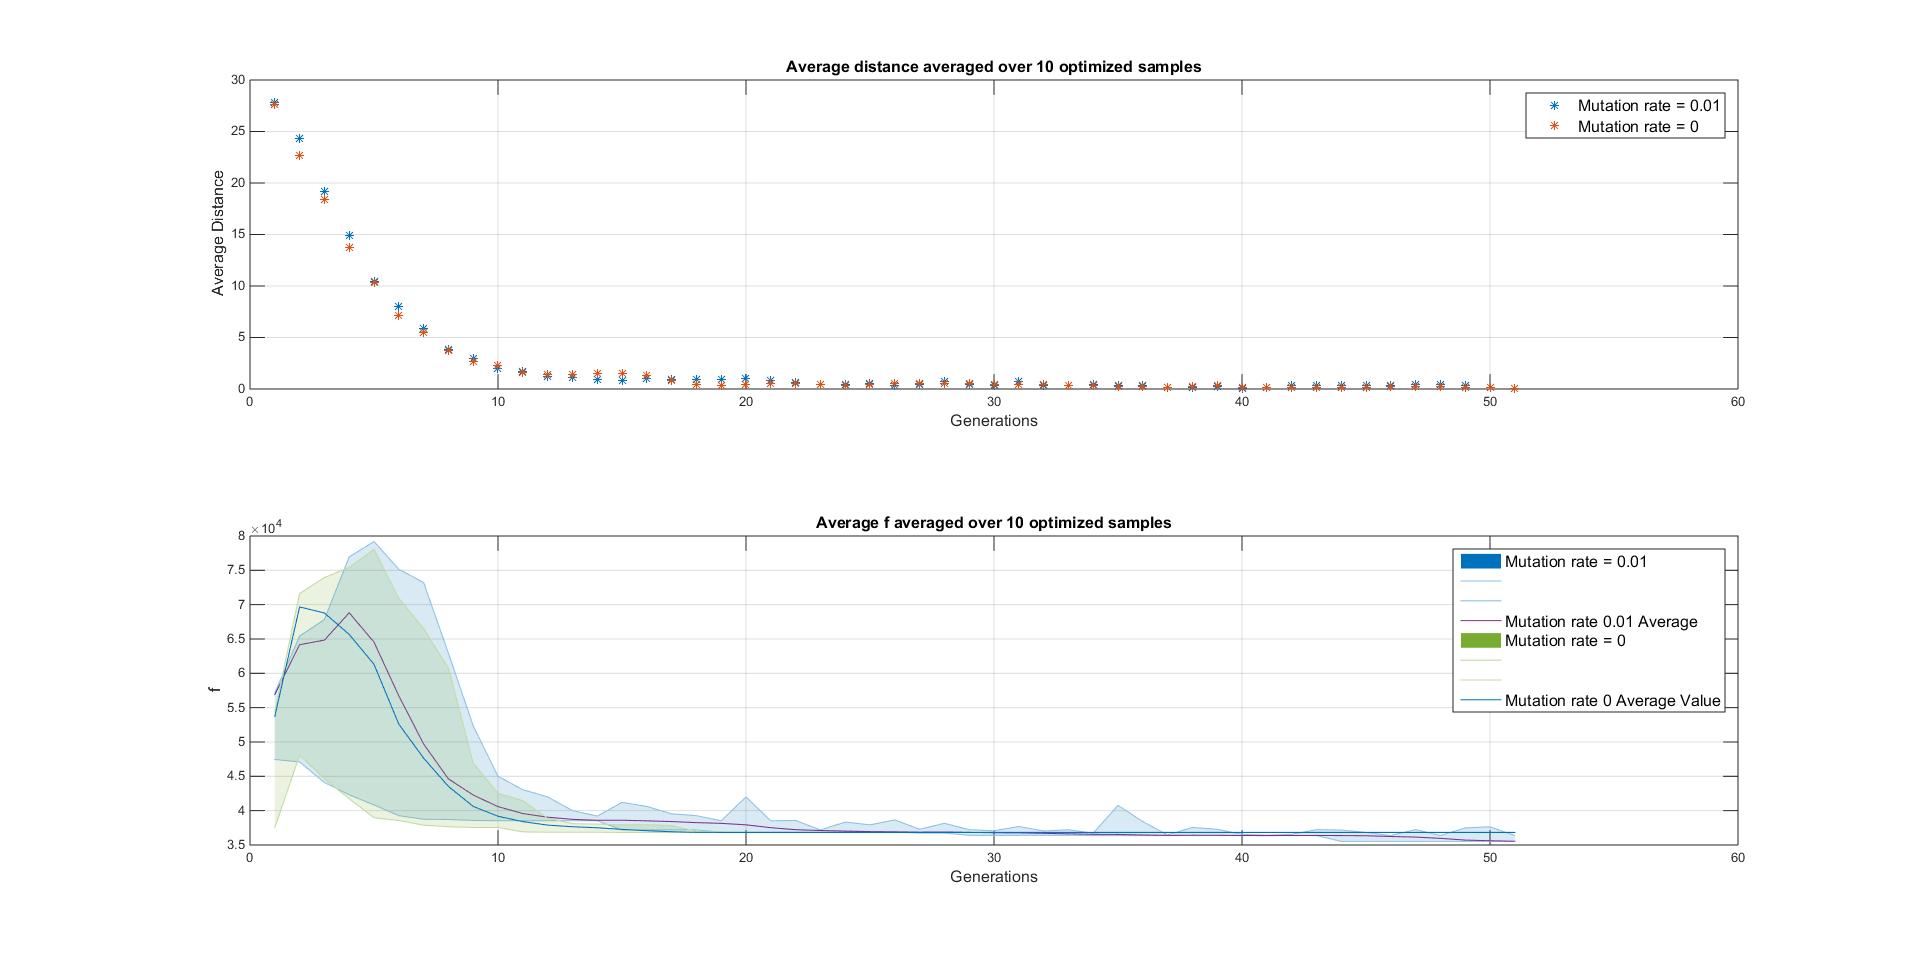 Average distance averaged over 10 optimized samples
30
25
20
15
10
5
0
Average Distance
Mutation rate = 0.01
Mutation rate = 0
0 10 20 30 40 50 60
Generations
Average f averaged over 10 optimized samples
×10^4
8
7.5
7
6.5
6
5.5
5
4.5
4
3.5
f
Mutation rate = 0.01
Mutation rate 0.01 Average
Mutation rate = 0
Mutation rate 0 Average Value
0 10 20 30 40 50 60
Generations